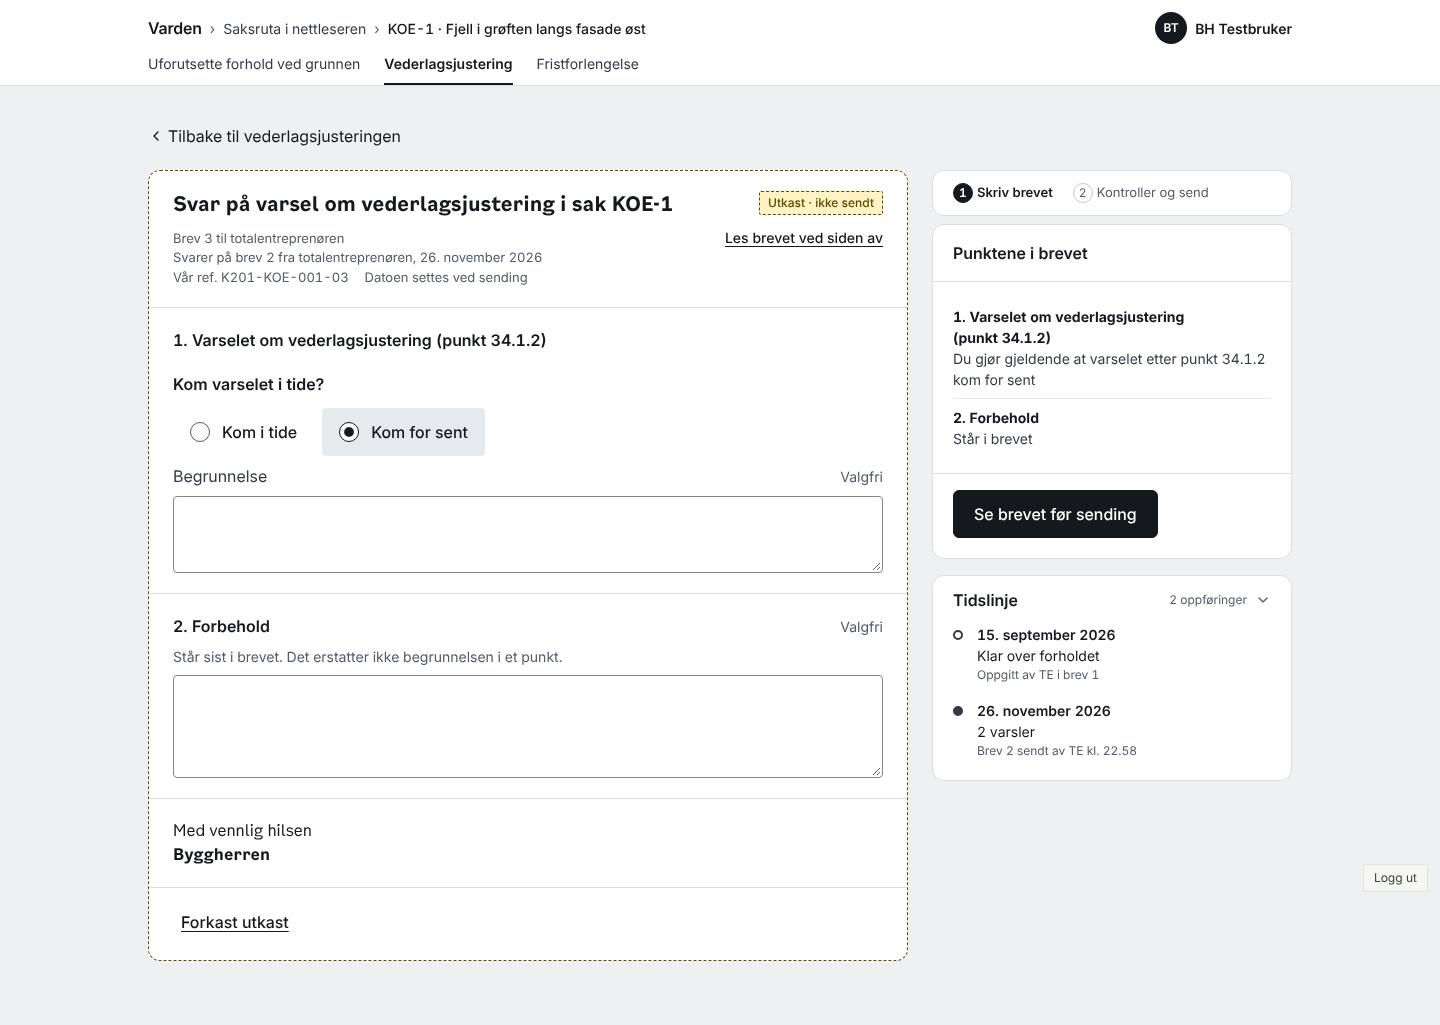 Varden › Saksruta i nettleseren › KOE-1 · Fjell i grøften langs fasade øst
BT BH Testbruker
Uforutsette forhold ved grunnen Vederlagsjustering Fristforlengelse
Tilbake til vederlagsjusteringen
Svar på varsel om vederlagsjustering i sak KOE-1
Utkast · ikke sendt
Brev 3 til totalentreprenøren
Les brevet ved siden av
Svarer på brev 2 fra totalentreprenøren, 26. november 2026
Vår ref. K201-KOE-001-03 Datoen settes ved sending
1. Varselet om vederlagsjustering (punkt 34.1.2)
Kom varselet i tide?
Kom i tide
Kom for sent
Begrunnelse
Valgfri
2. Forbehold
Valgfri
Står sist i brevet. Det erstatter ikke begrunnelsen i et punkt.
Med vennlig hilsen
Byggherren
Forkast utkast
1 Skriv brevet 2 Kontroller og send
Punktene i brevet
1. Varselet om vederlagsjustering
(punkt 34.1.2)
Du gjør gjeldende at varselet etter punkt 34.1.2
kom for sent
2. Forbehold
Står i brevet
Se brevet før sending
Tidslinje
2 oppføringer
15. september 2026
Klar over forholdet
Oppgitt av TE i brev 1
26. november 2026
2 varsler
Brev 2 sendt av TE kl. 22.58
Logg ut